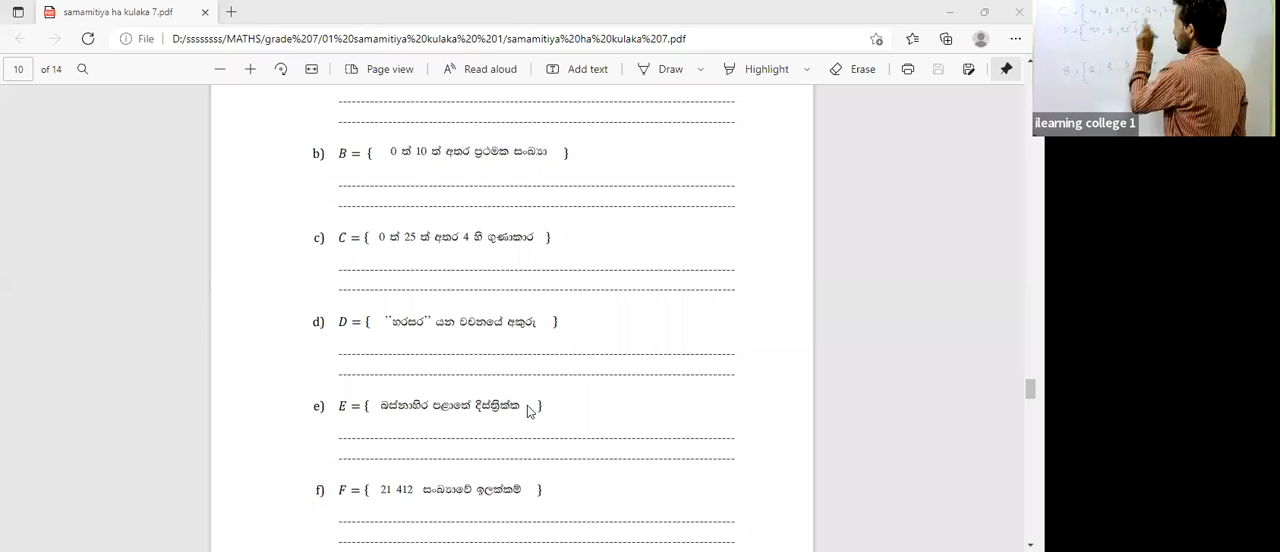 samamitiya ha kulaka 7.pdf
File D:/ssssssss/MATHS/grade%207/01%20samamitiya%20kulaka%20%201/samamitiya%20ha%20kulaka%207.pdf
10 of 14 Page view Read aloud Add text Draw Highlight Erase
ilearning college 1
b) B = { 0 ත් 10 ත් අතර ප්‍රථමක සංඛ්‍යා }
c) C = { 0 ත් 25 ත් අතර 4 හි ගුණාකාර }
d) D = { ''හරසර'' යන වචනයේ අකුරු }
e) E = { බස්නාහිර පළාතේ දිස්ත්‍රික්ක }
f) F = { 21 412 සංඛ්‍යාවේ ඉලක්කම් }